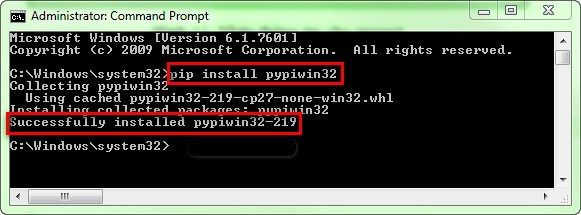 Administrator: Command Prompt
Microsoft Windows [Version 6.1.7601]
Copyright (c) 2009 Microsoft Corporation.  All rights reserved.
C:\Windows\system32>pip install pypiwin32
Collecting pypiwin32
  Using cached pypiwin32-219-cp27-none-win32.whl
Installing collected packages: pypiwin32
Successfully installed pypiwin32-219
C:\Windows\system32>